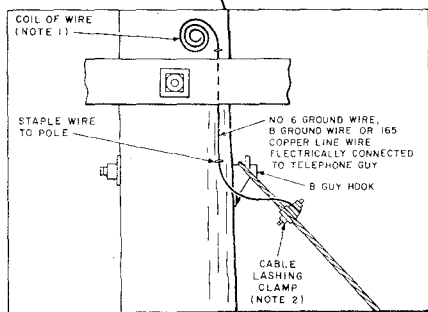 COIL OF WIRE
(NOTE 1)
STAPLE WIRE
TO POLE
NO. 6 GROUND WIRE,
B GROUND WIRE OR 165
COPPER LINE WIRE
ELECTRICALLY CONNECTED
TO TELEPHONE GUY
B GUY HOOK
CABLE
LASHING
CLAMP
(NOTE 2)